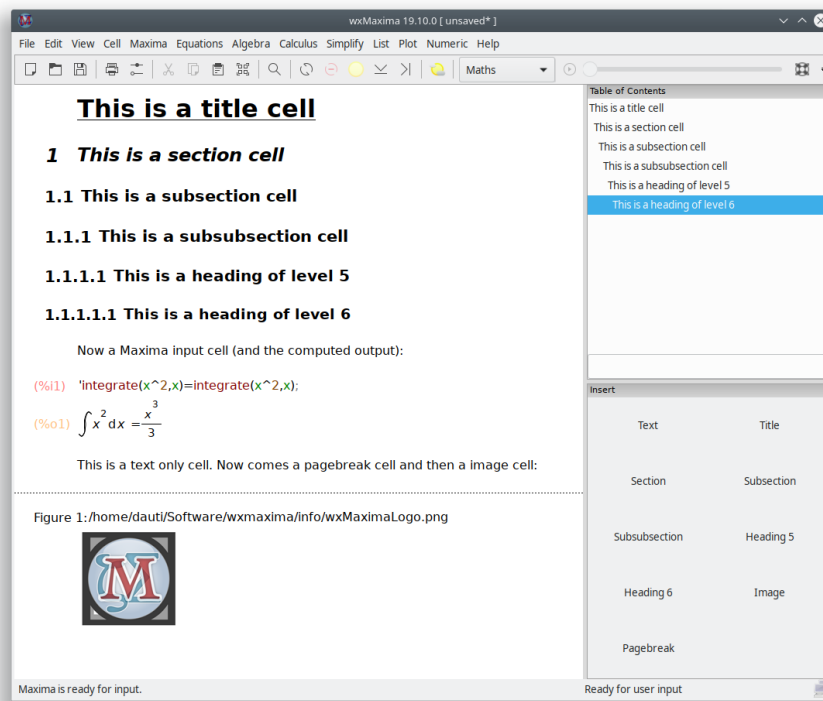 wxMaxima 19.10.0 [ unsaved* ]
File Edit View Cell Maxima Equations Algebra Calculus Simplify List Plot Numeric Help
Maths
This is a title cell
1 This is a section cell
1.1 This is a subsection cell
1.1.1 This is a subsubsection cell
1.1.1.1 This is a heading of level 5
1.1.1.1.1 This is a heading of level 6
Now a Maxima input cell (and the computed output):
(%i1) 'integrate(x^2,x)=integrate(x^2,x);
(%o1) ∫x² dx = x³/3
This is a text only cell. Now comes a pagebreak cell and then a image cell:
Figure 1:/home/dauti/Software/wxmaxima/info/wxMaximaLogo.png
M
Table of Contents
This is a title cell
This is a section cell
This is a subsection cell
This is a subsubsection cell
This is a heading of level 5
This is a heading of level 6
Insert
Text Title
Section Subsection
Subsubsection Heading 5
Heading 6 Image
Pagebreak
Maxima is ready for input. Ready for user input